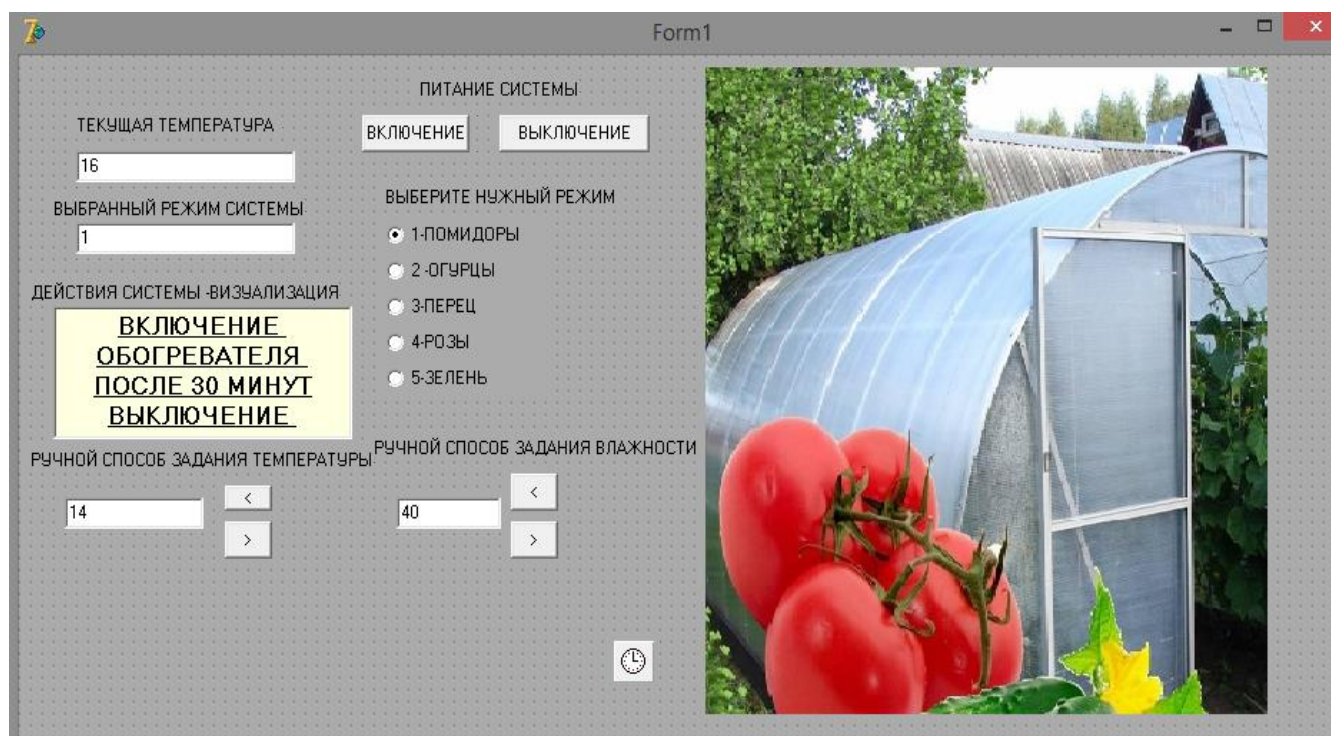 Form1
ПИТАНИЕ СИСТЕМЫ
ТЕКУЩАЯ ТЕМПЕРАТУРА
ВКЛЮЧЕНИЕ
ВЫКЛЮЧЕНИЕ
16
ВЫБРАННЫЙ РЕЖИМ СИСТЕМЫ
1
ВЫБЕРИТЕ НУЖНЫЙ РЕЖИМ
1-ПОМИДОРЫ
2 -ОГУРЦЫ
3-ПЕРЕЦ
4-РОЗЫ
5-ЗЕЛЕНЬ
ДЕЙСТВИЯ СИСТЕМЫ -ВИЗУАЛИЗАЦИЯ
ВКЛЮЧЕНИЕ
ОБОГРЕВАТЕЛЯ
ПОСЛЕ 30 МИНУТ
ВЫКЛЮЧЕНИЕ
РУЧНОЙ СПОСОБ ЗАДАНИЯ ТЕМПЕРАТУРЫ
14
<
>
РУЧНОЙ СПОСОБ ЗАДАНИЯ ВЛАЖНОСТИ
40
<
>